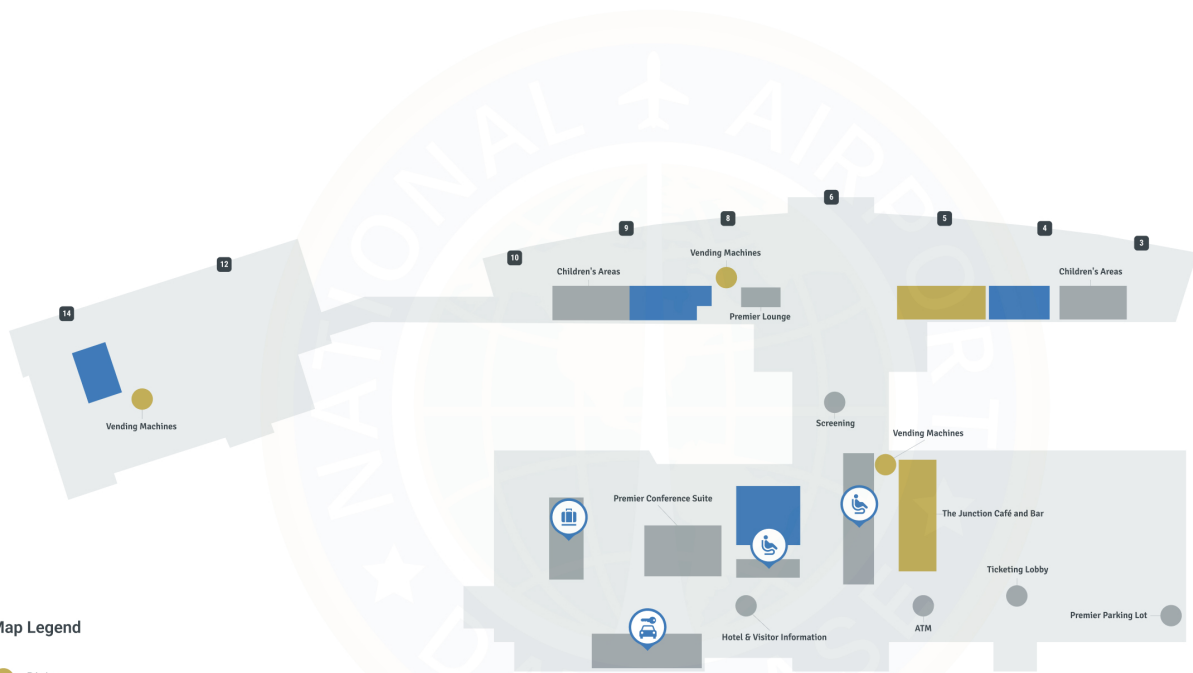 6
9
8
5
4
3
10
12
14
Vending Machines
Children's Areas
Children's Areas
Premier Lounge
Vending Machines
Screening
Vending Machines
Premier Conference Suite
The Junction Café and Bar
Ticketing Lobby
Premier Parking Lot
Hotel & Visitor Information
ATM
Map Legend
NATIONAL AIRPORT